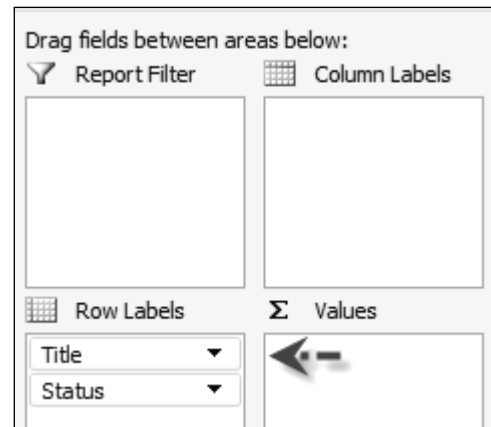 Drag fields between areas below:
Report Filter Column Labels
Row Labels Σ Values
Title
Status